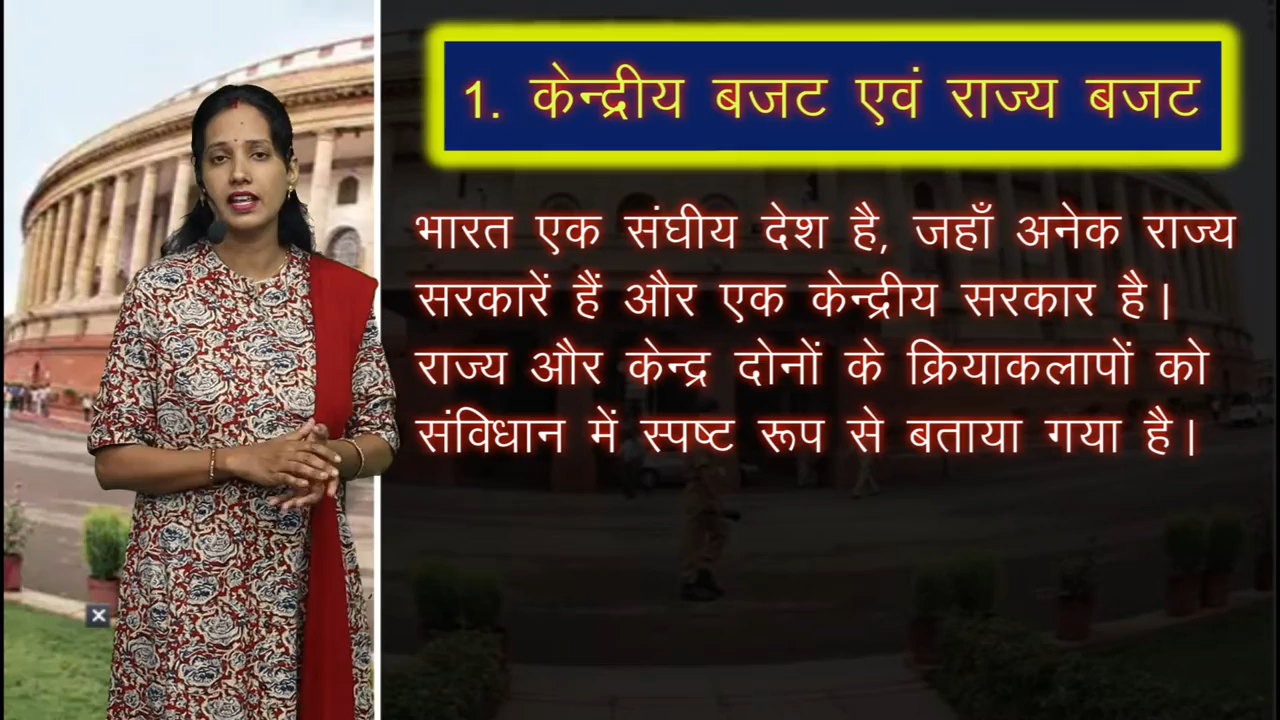 1. केन्द्रीय बजट एवं राज्य बजट
भारत एक संघीय देश है, जहाँ अनेक राज्य
सरकारें हैं और एक केन्द्रीय सरकार है।
राज्य और केन्द्र दोनों के क्रियाकलापों को
संविधान में स्पष्ट रूप से बताया गया है।